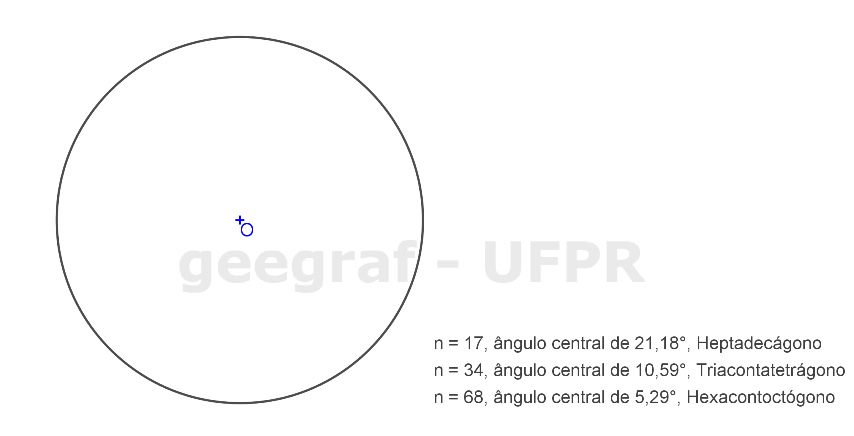 O
geegraf - UFPR
n = 17, ângulo central de 21,18°, Heptadecágono
n = 34, ângulo central de 10,59°, Triacontatetrágono
n = 68, ângulo central de 5,29°, Hexacontoctógono